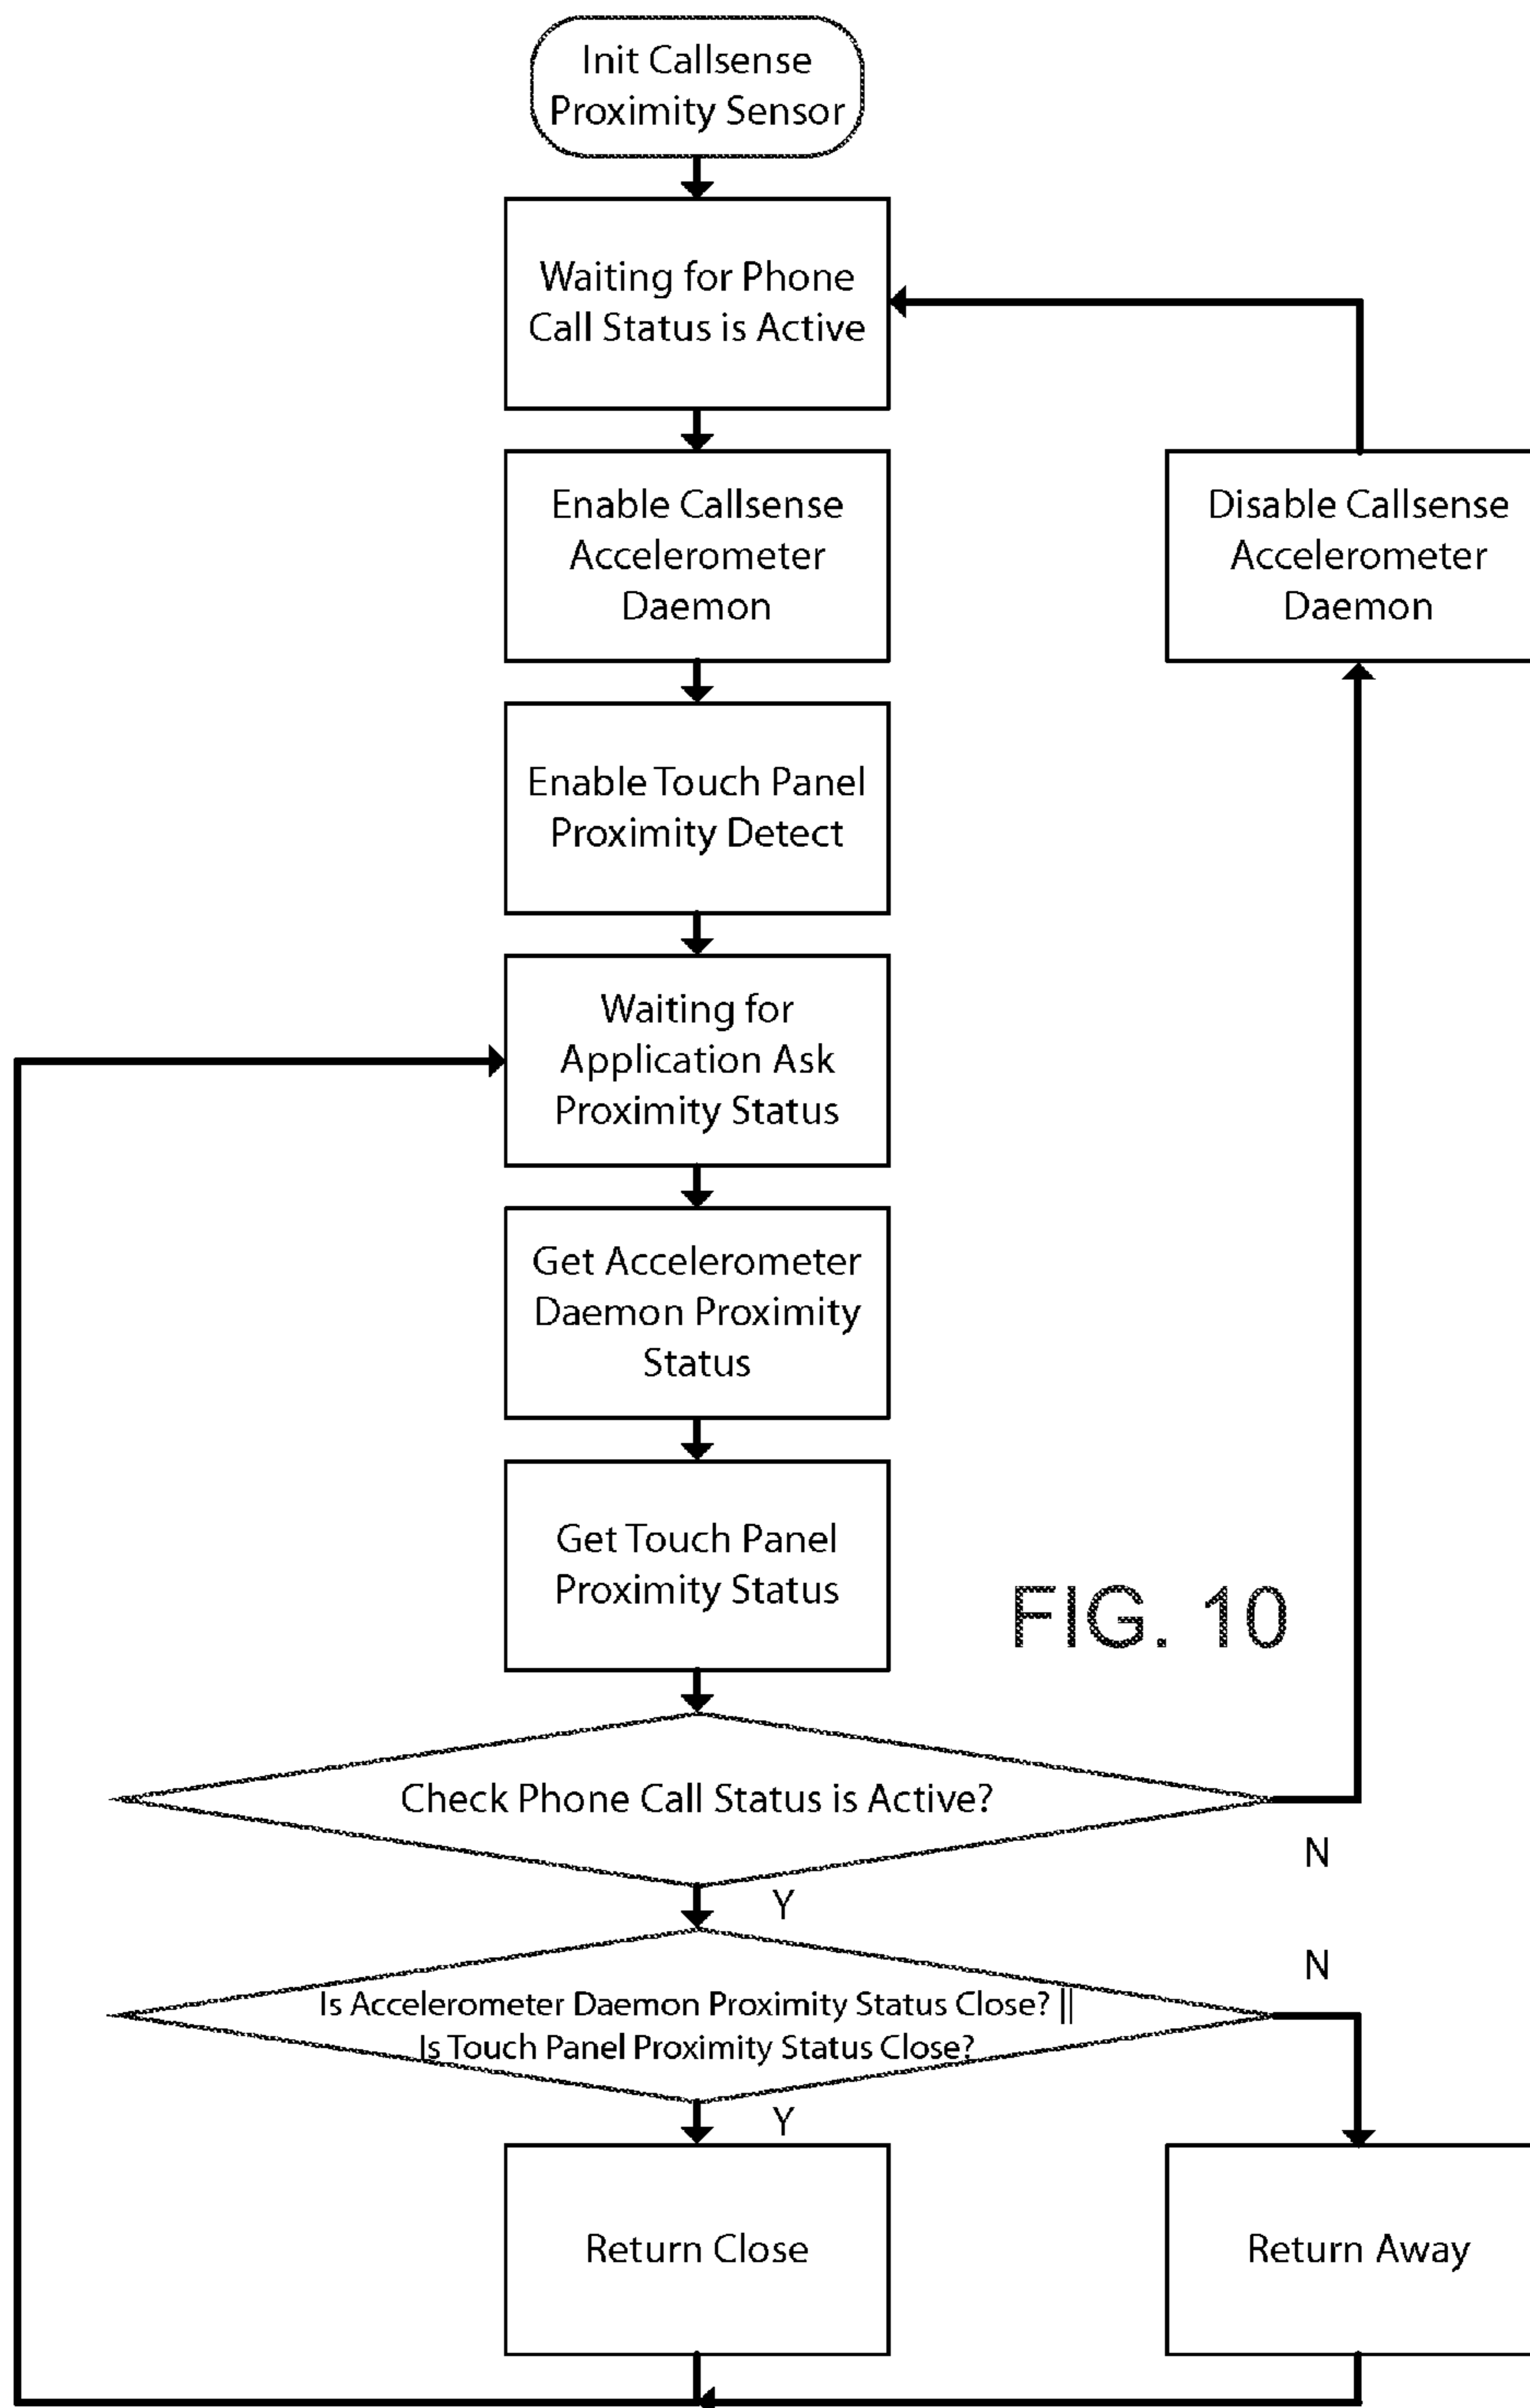 Init Callsense
Proximity Sensor
Waiting for Phone
Call Status is Active
Enable Callsense
Accelerometer
Daemon
Disable Callsense
Accelerometer
Daemon
Enable Touch Panel
Proximity Detect
Waiting for
Application Ask
Proximity Status
Get Accelerometer
Daemon Proximity
Status
Get Touch Panel
Proximity Status
FIG. 10
Check Phone Call Status is Active?
N
Y
N
Is Accelerometer Daemon Proximity Status Close? ||
Is Touch Panel Proximity Status Close?
Y
Return Close
Return Away